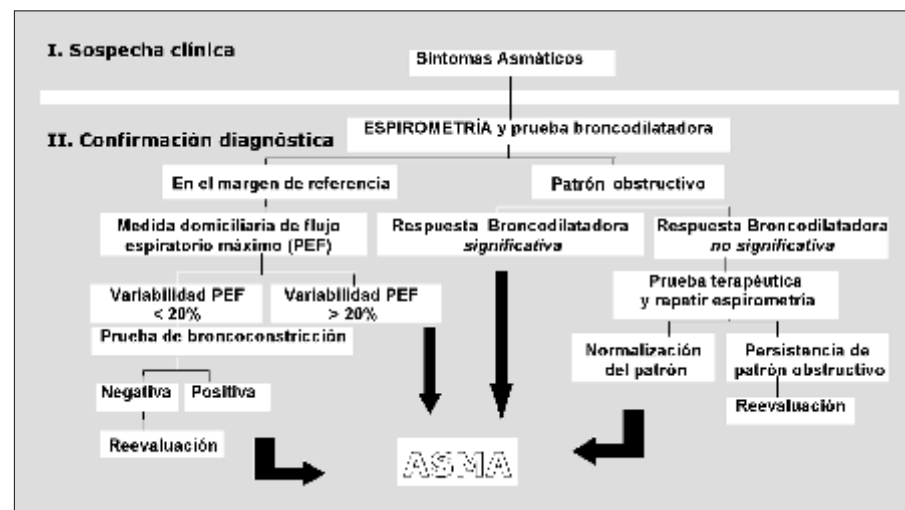 I. Sospecha clínica
Síntomas Asmáticos
II. Confirmación diagnóstica
ESPIROMETRÍA y prueba broncodilatadora
En el margen de referencia
Patrón obstructivo
Medida domiciliaria de flujo
espiratorio máximo (PEF)
Respuesta Broncodilatadora
significativa
Respuesta Broncodilatadora
no significativa
Variabilidad PEF
< 20%
Variabilidad PEF
> 20%
Prueba terapéutica
y rapatir espirometría
Prueba de broncoconstricción
Normalización
del patrón
Persistencia de
patrón obstructivo
Negativa
Positiva
Reevaluación
Reevaluación
ASMA